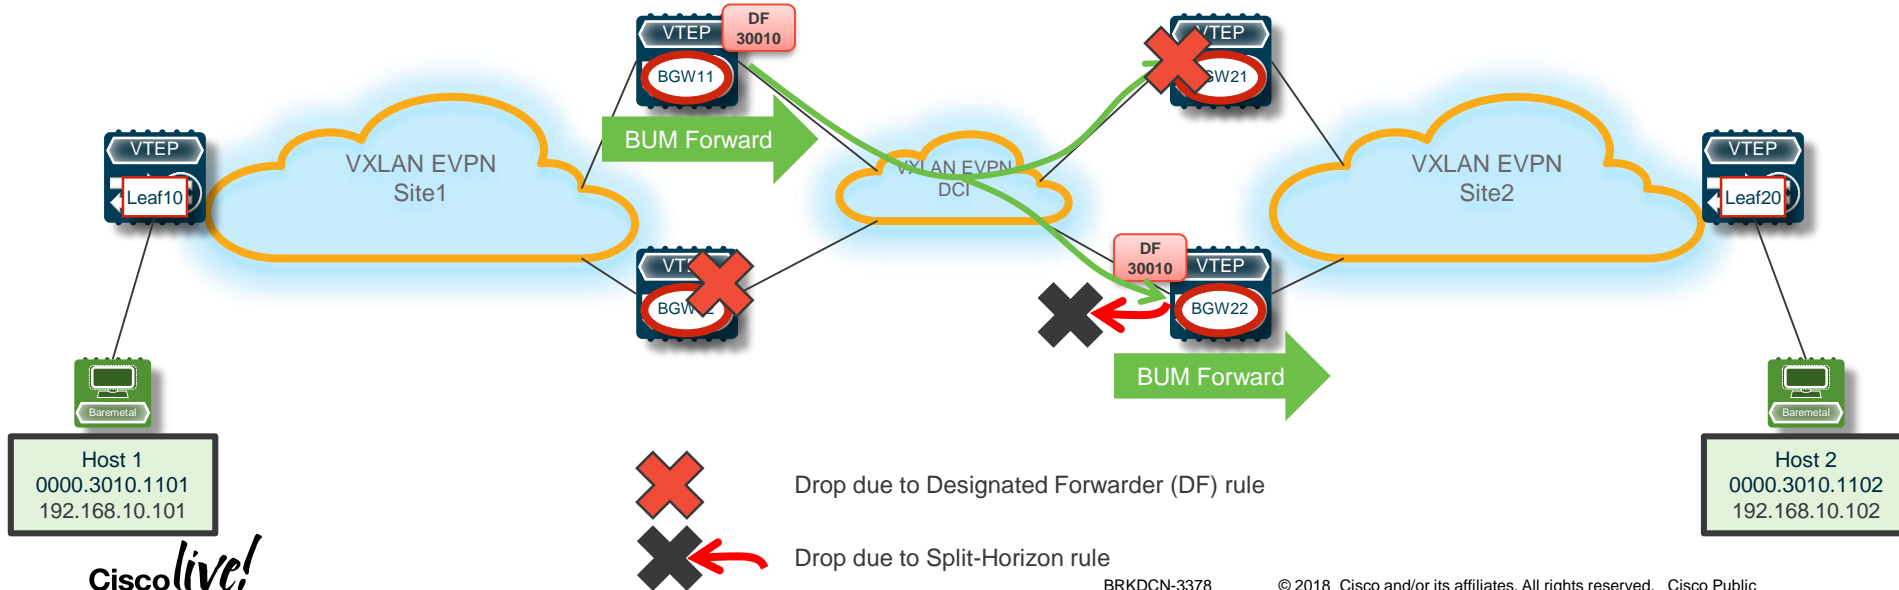 DF
30010
VTEP
BGW11
VTEP
GW21
BUM Forward
VTEP
Leaf10
VXLAN EVPN
Site1
VXLAN EVPN
DCI
VXLAN EVPN
Site2
VTEP
Leaf20
DF
30010
VTEP
BGW22
BUM Forward
Baremetal
Baremetal
Host 1
0000.3010.1101
192.168.10.101
Host 2
0000.3010.1102
192.168.10.102
Drop due to Designated Forwarder (DF) rule
Drop due to Split-Horizon rule
Cisco live!
BRKDCN-3378
© 2018 Cisco and/or its affiliates. All rights reserved. Cisco Public